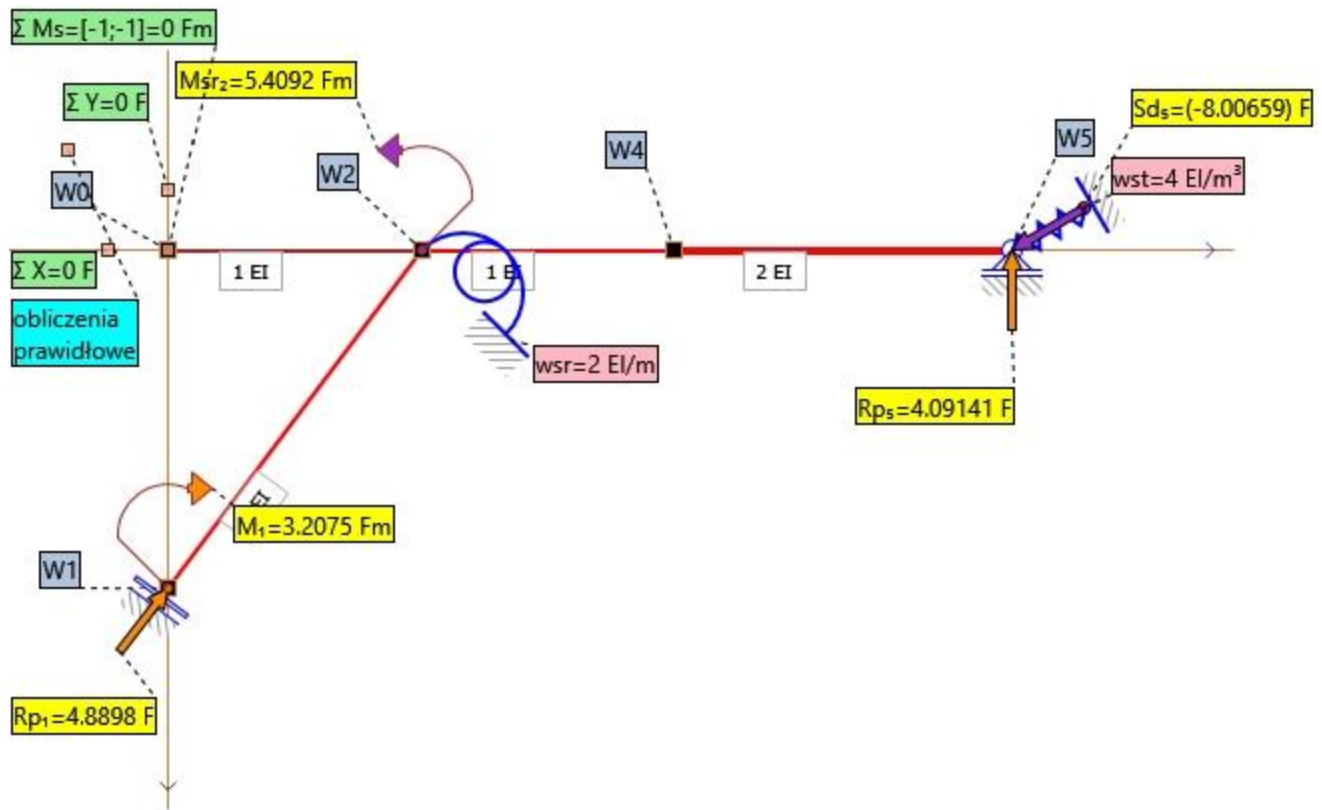 Σ Ms=[-1;-1]=0 Fm
Msr₂=5.4092 Fm
Σ Y=0 F
Sd₅=(-8.00659) F
W5
W4
W2
wst=4 EI/m³
W0
Σ X=0 F
1 EI
1 EI
2 EI
obliczenia
prawidłowe
wsr=2 EI/m
Rp₅=4.09141 F
EI
M₁=3.2075 Fm
W1
Rp₁=4.8898 F